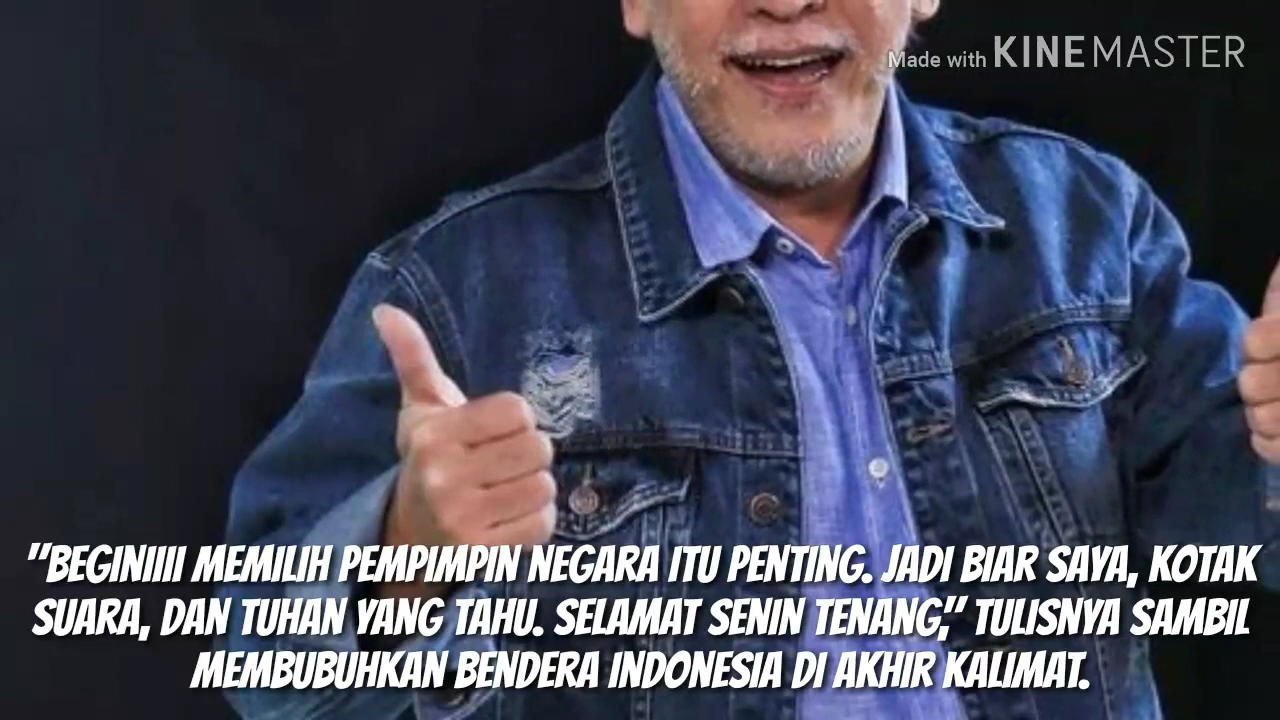 Made with KINEMASTER
"BEGINIIII MEMILIH PEMPIMPIN NEGARA ITU PENTING. JADI BIAR SAYA, KOTAK
SUARA, DAN TUHAN YANG TAHU. SELAMAT SENIN TENANG," TULISNYA SAMBIL
MEMBUBUHKAN BENDERA INDONESIA DI AKHIR KALIMAT.